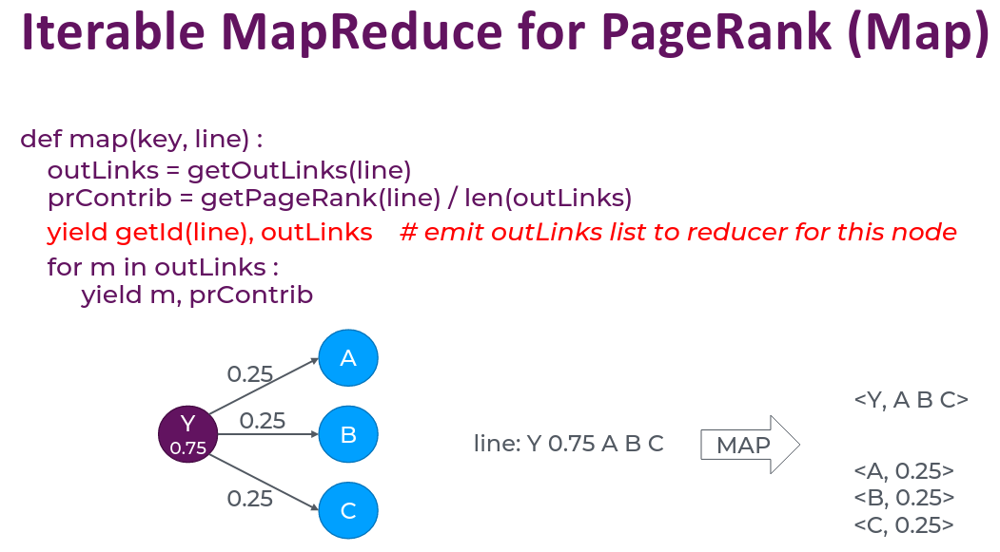 Iterable MapReduce for PageRank (Map)
def map(key, line) :
outLinks = getOutLinks(line)
prContrib = getPageRank(line) / len(outLinks)
yield getId(line), outLinks # emit outLinks list to reducer for this node
for m in outLinks :
yield m, prContrib
A
0.25
Y
0.75
0.25
B
0.25
C
line: Y 0.75 A B C
MAP
<Y, A B C>
<A, 0.25>
<B, 0.25>
<C, 0.25>